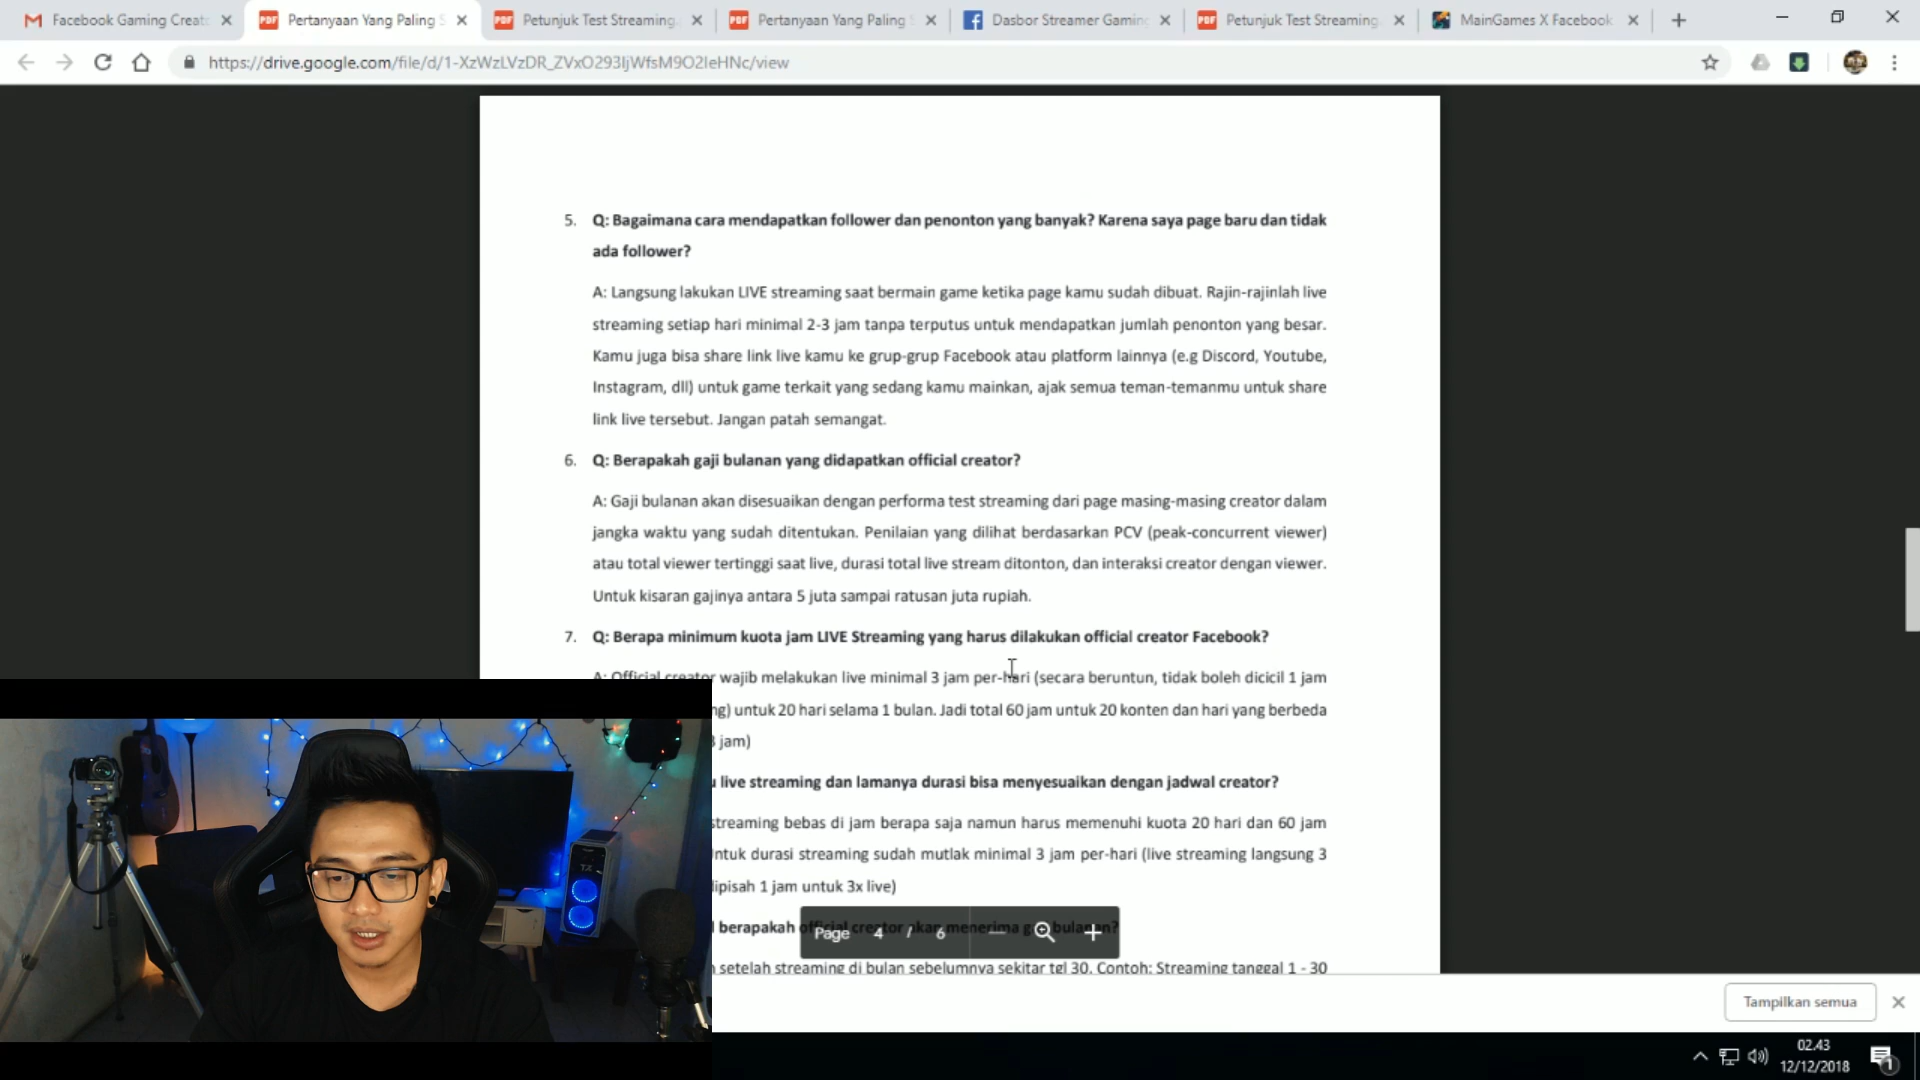 Facebook Gaming Creat
Pertanyaan Yang Paling S
Petunjuk Test Streaming
Pertanyaan Yang Paling S
Dasbor Streamer Gaming
Petunjuk Test Streaming
MainGames X Facebook
https://drive.google.com/file/d/1-XzWzLVzDR_ZVxO293IjWfsM9O2IeHNc/view
5. Q: Bagaimana cara mendapatkan follower dan penonton yang banyak? Karena saya page baru dan tidak
ada follower?
A: Langsung lakukan LIVE streaming saat bermain game ketika page kamu sudah dibuat. Rajin-rajinlah live
streaming setiap hari minimal 2-3 jam tanpa terputus untuk mendapatkan jumlah penonton yang besar.
Kamu juga bisa share link live kamu ke grup-grup Facebook atau platform lainnya (e.g Discord, Youtube,
Instagram, dll) untuk game terkait yang sedang kamu mainkan, ajak semua teman-temanmu untuk share
link live tersebut. Jangan patah semangat.
6. Q: Berapakah gaji bulanan yang didapatkan official creator?
A: Gaji bulanan akan disesuaikan dengan performa test streaming dari page masing-masing creator dalam
jangka waktu yang sudah ditentukan. Penilaian yang dilihat berdasarkan PCV (peak-concurrent viewer)
atau total viewer tertinggi saat live, durasi total live stream ditonton, dan interaksi creator dengan viewer.
Untuk kisaran gajinya antara 5 juta sampai ratusan juta rupiah.
7. Q: Berapa minimum kuota jam LIVE Streaming yang harus dilakukan official creator Facebook?
A: Official creator wajib melakukan live minimal 3 jam per-hari (secara beruntun, tidak boleh dicicil 1 jam
ng) untuk 20 hari selama 1 bulan. Jadi total 60 jam untuk 20 konten dan hari yang berbeda
jam)
live streaming dan lamanya durasi bisa menyesuaikan dengan jadwal creator?
streaming bebas di jam berapa saja namun harus memenuhi kuota 20 hari dan 60 jam
ntuk durasi streaming sudah mutlak minimal 3 jam per-hari (live streaming langsung 3
ipisah 1 jam untuk 3x live)
berapakah official creator akan menerima gaji bulanan?
Page 4 / 6
setelah streaming di bulan sebelumnya sekitar tgl 30. Contoh: Streaming tanggal 1 - 30
Tampilkan semua
02.43
12/12/2018
1